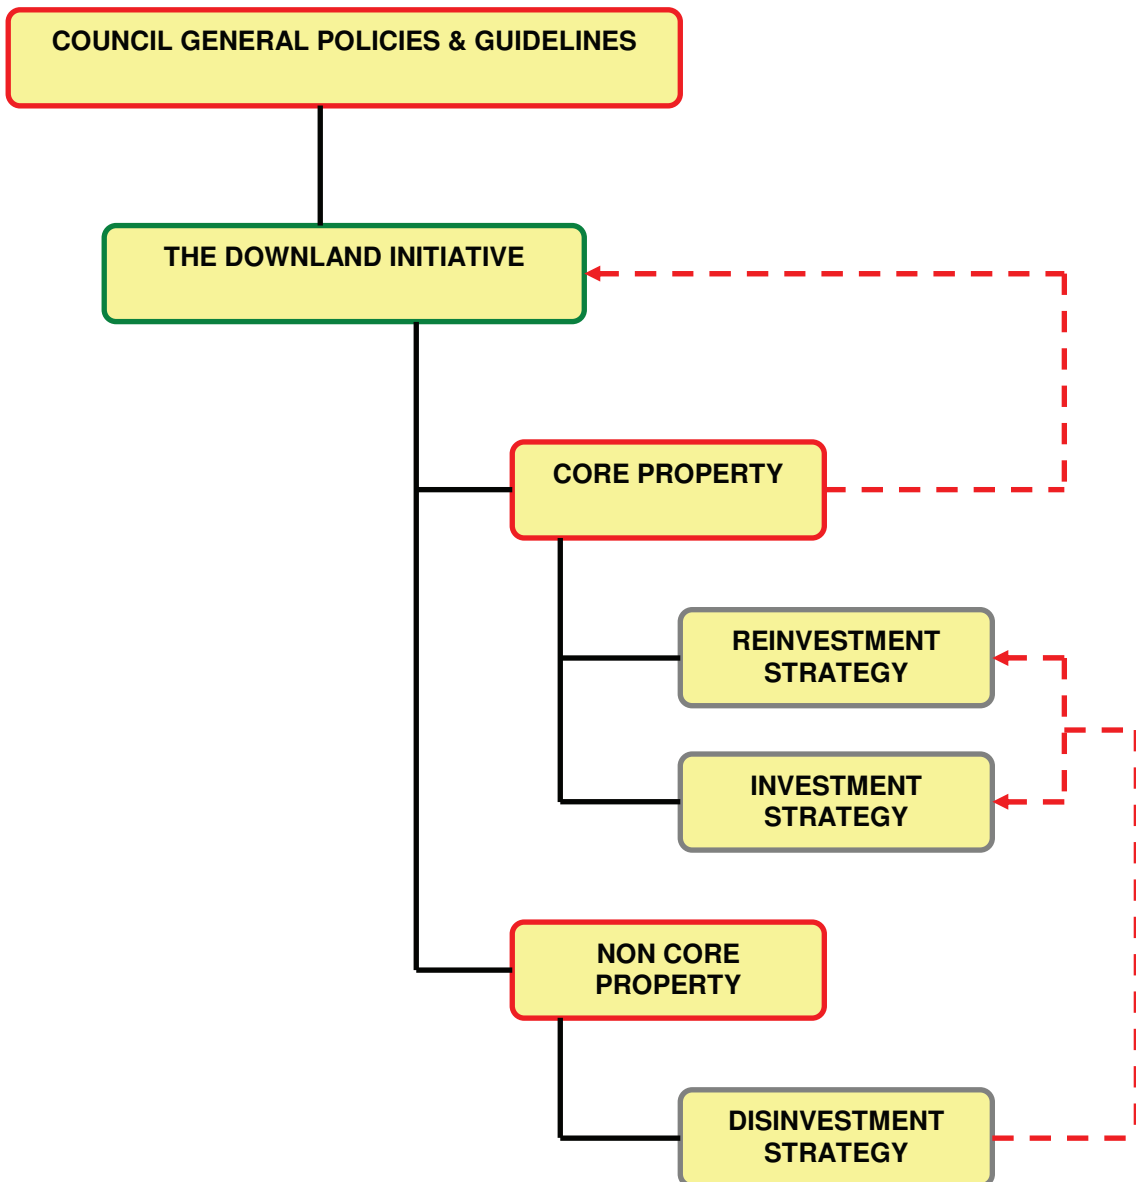 COUNCIL GENERAL POLICIES & GUIDELINES
THE DOWNLAND INITIATIVE
CORE PROPERTY
REINVESTMENT
STRATEGY
INVESTMENT
STRATEGY
NON CORE
PROPERTY
DISINVESTMENT
STRATEGY